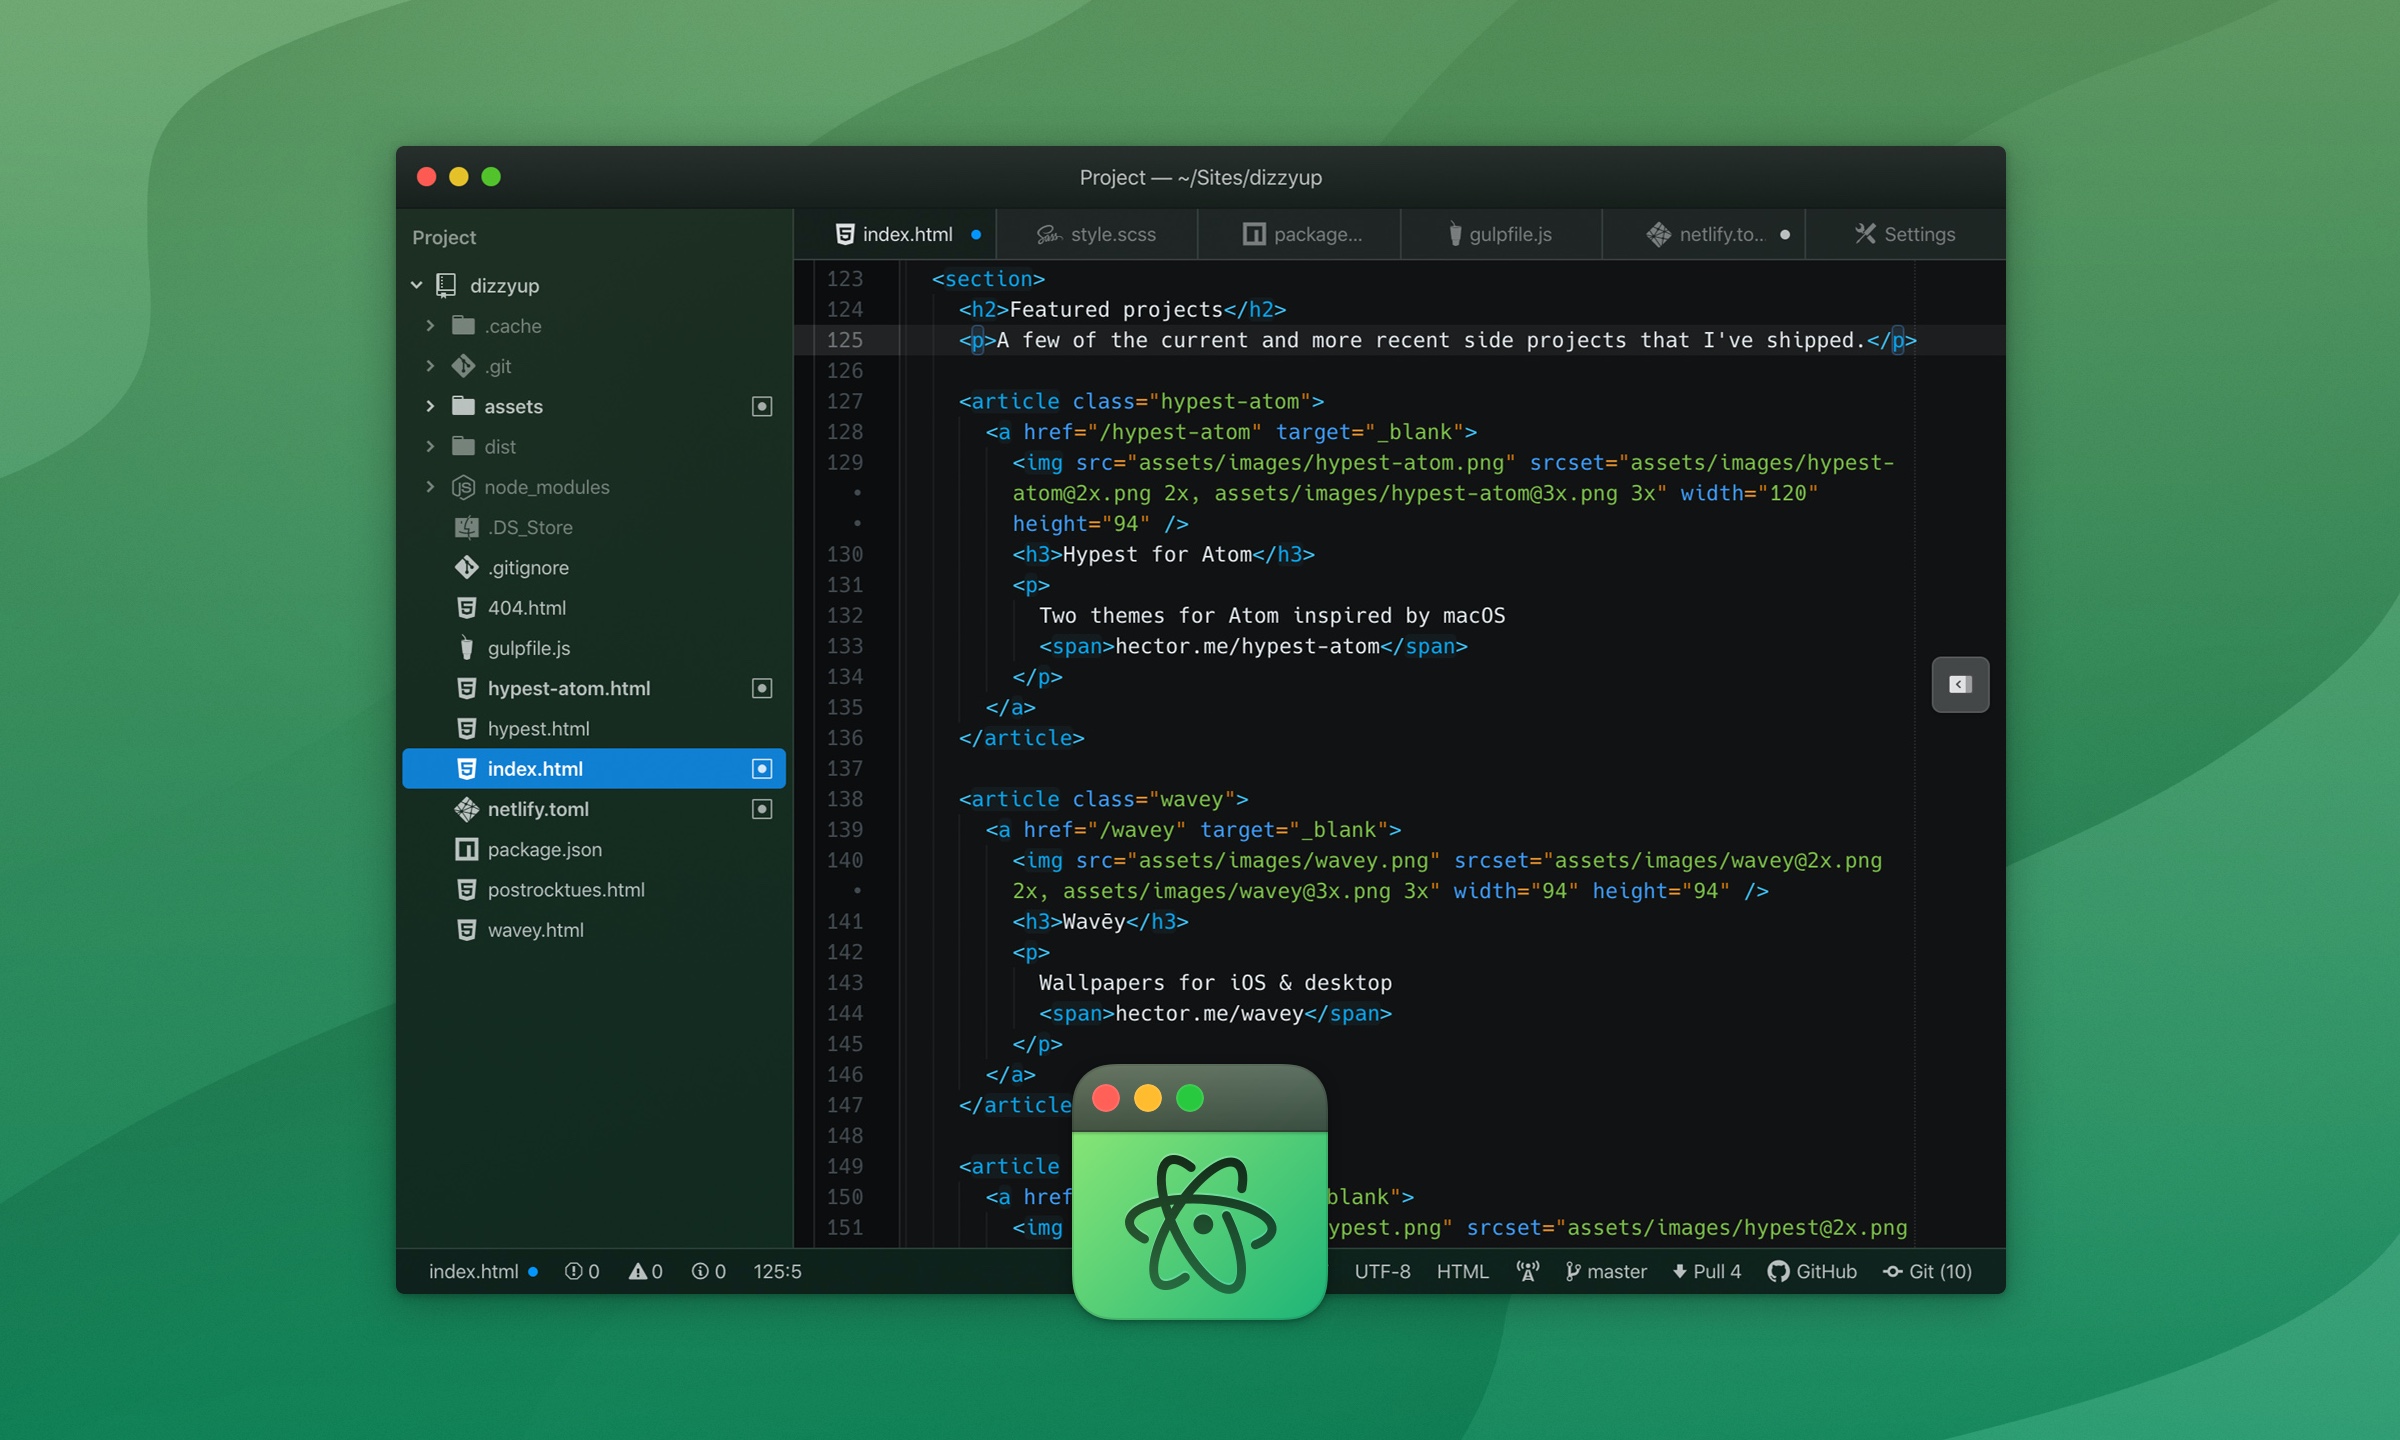 Project — ~/Sites/dizzyup
Project
dizzyup
.cache
.git
assets
dist
node_modules
.DS_Store
.gitignore
404.html
gulpfile.js
hypest-atom.html
hypest.html
index.html
netlify.toml
package.json
postrocktues.html
wavey.html
index.html
style.scss
package...
gulpfile.js
netlify.to...
Settings
123 <section>
124 <h2>Featured projects</h2>
125 <p>A few of the current and more recent side projects that I've shipped.</p>
126
127 <article class="hypest-atom">
128 <a href="/hypest-atom" target="_blank">
129 <img src="assets/images/hypest-atom.png" srcset="assets/images/hypest-
• atom@2x.png 2x, assets/images/hypest-atom@3x.png 3x" width="120"
• height="94" />
130 <h3>Hypest for Atom</h3>
131 <p>
132 Two themes for Atom inspired by macOS
133 <span>hector.me/hypest-atom</span>
134 </p>
135 </a>
136 </article>
137
138 <article class="wavey">
139 <a href="/wavey" target="_blank">
140 <img src="assets/images/wavey.png" srcset="assets/images/wavey@2x.png
• 2x, assets/images/wavey@3x.png 3x" width="94" height="94" />
141 <h3>Wavēy</h3>
142 <p>
143 Wallpapers for iOS & desktop
144 <span>hector.me/wavey</span>
145 </p>
146 </a>
147 </article
148
149 <article
150 <a href blank">
151 <img ypest.png" srcset="assets/images/hypest@2x.png
index.html 0 0 0 125:5 UTF-8 HTML master Pull 4 GitHub Git (10)